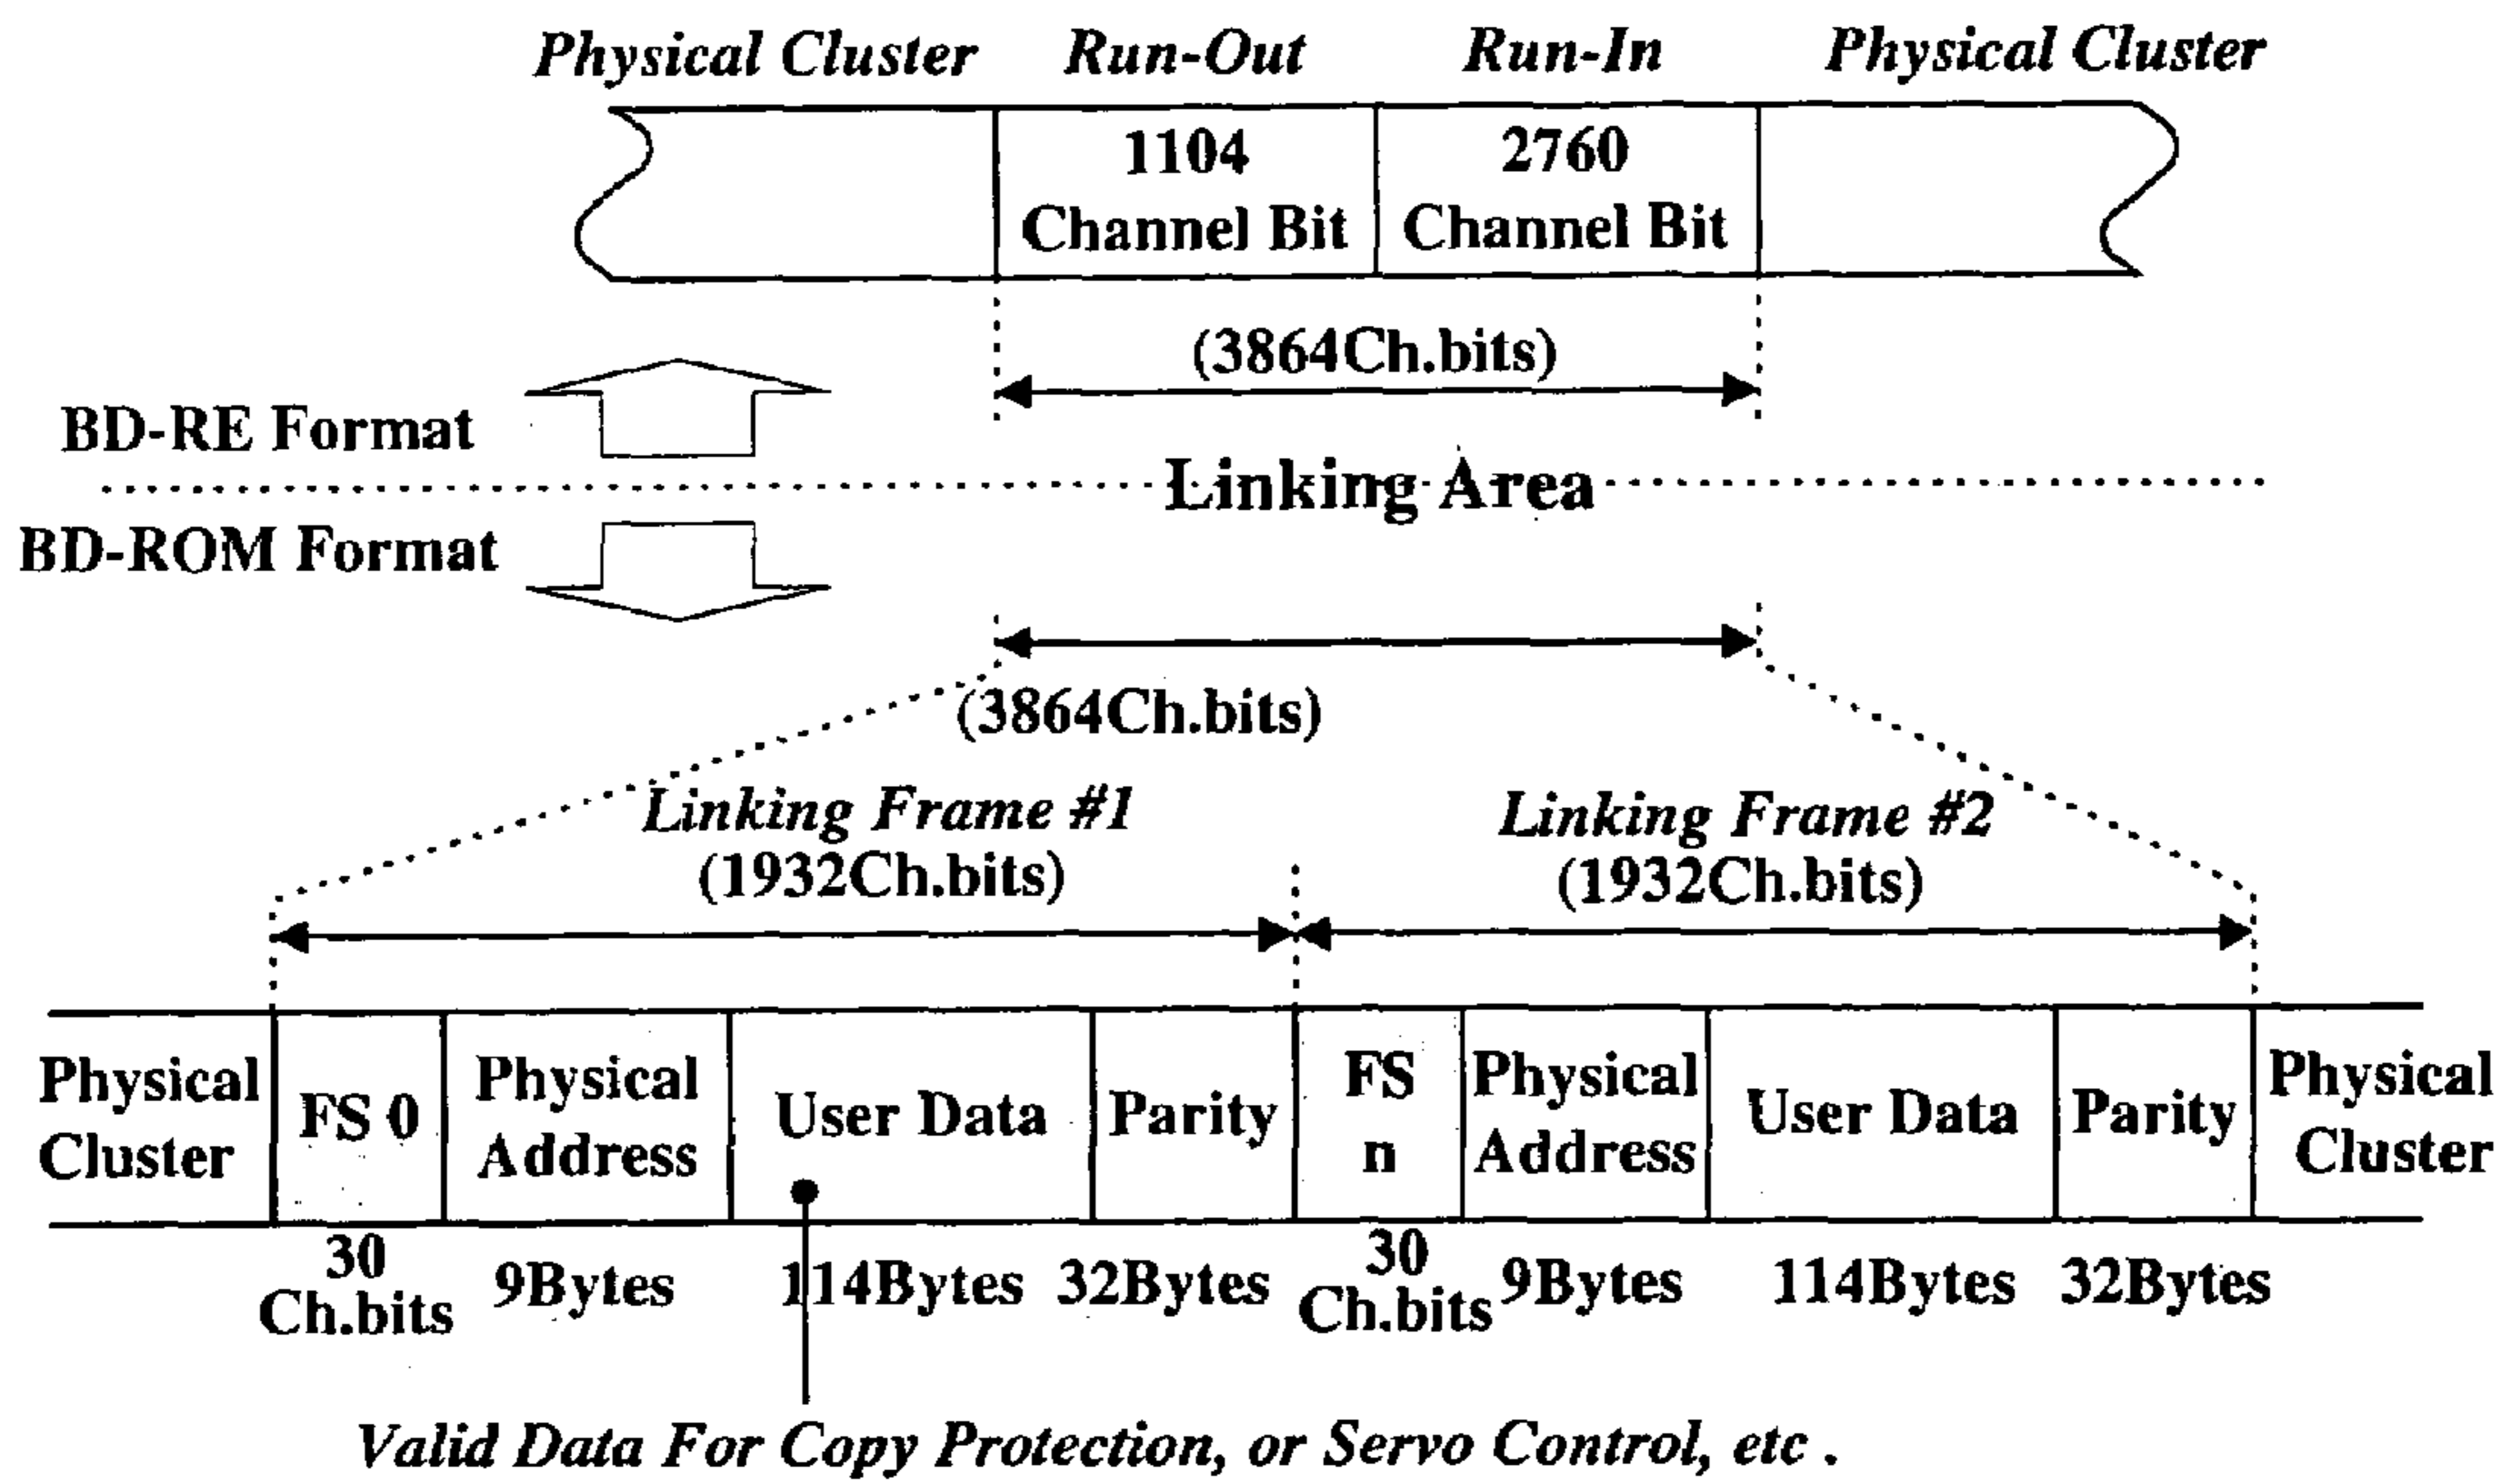 Physical Cluster Run-Out Run-In Physical Cluster
1104 Channel Bit
2760 Channel Bit
(3864Ch.bits)
BD-RE Format
Linking Area
BD-ROM Format
(3864Ch.bits)
Linking Frame #1
(1932Ch.bits)
Linking Frame #2
(1932Ch.bits)
Physical Cluster
FS 0
Physical Address
User Data
Parity
FS n
Physical Address
User Data
Parity
Physical Cluster
30 Ch.bits
9Bytes
114Bytes
32Bytes
30 Ch.bits
9Bytes
114Bytes
32Bytes
Valid Data For Copy Protection, or Servo Control, etc .